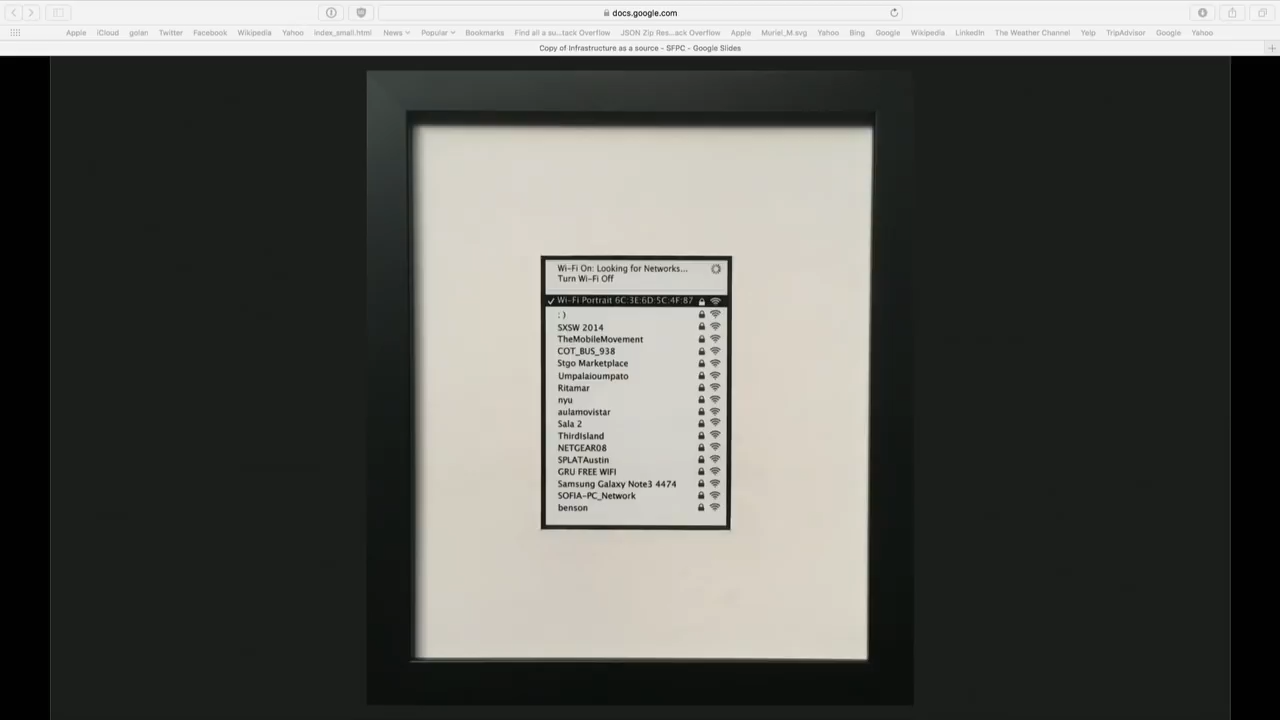 docs.google.com
Apple iCloud golan Twitter Facebook Wikipedia Yahoo index_small.html News Popular Bookmarks Find all a su...tack Overflow JSON Zip Res...ack Overflow Apple Muriel_M.svg Yahoo Bing Google Wikipedia LinkedIn The Weather Channel Yelp TripAdvisor Google Yahoo
Copy of Infrastructure as a source - SFPC - Google Slides
Wi-Fi On: Looking for Networks...
Turn Wi-Fi Off
✓ Wi-Fi Portrait 6C:3E:6D:5C:4F:87
: )
SXSW 2014
TheMobileMovement
COT_BUS_938
Stgo Marketplace
Umpalaioumpato
Ritamar
nyu
aulamovistar
Sala 2
ThirdIsland
NETGEAR08
SPLATAustin
GRU FREE WIFI
Samsung Galaxy Note3 4474
SOFIA-PC_Network
benson